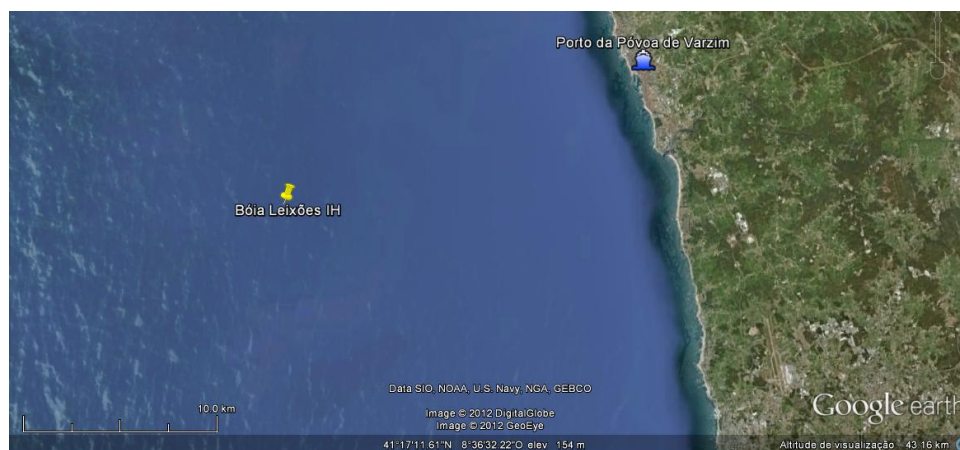 Porto da Póvoa de Varzim
Bóia Leixões IH
Data SIO, NOAA, U.S. Navy, NGA, GEBCO
10.0 km
Image © 2012 DigitalGlobe
Image © 2012 GeoEye
Google earth
41°17'11.61"N 8°36'32.22"O elev 154 m
Altitude de visualização 43.16 km